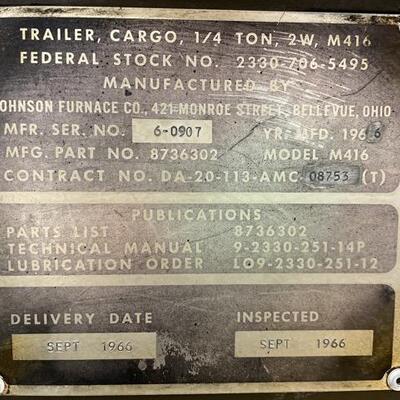 TRAILER, CARGO, 1/4 TON, 2W, M416
FEDERAL STOCK NO. 2330-706-5495
MANUFACTURED BY
OHNSON FURNACE CO., 421-MONROE STREET, BELLEVUE, OHIO
MFR. SER. NO. 6-0907 YR. MFD. 1966
MFG. PART NO. 8736302 MODEL M416
CONTRACT NO. DA-20-113-AMC 08753 (T)
PUBLICATIONS
PARTS LIST 8736302
TECHNICAL MANUAL 9-2330-251-14P
LUBRICATION ORDER LO9-2330-251-12
DELIVERY DATE INSPECTED
SEPT 1966 SEPT 1966